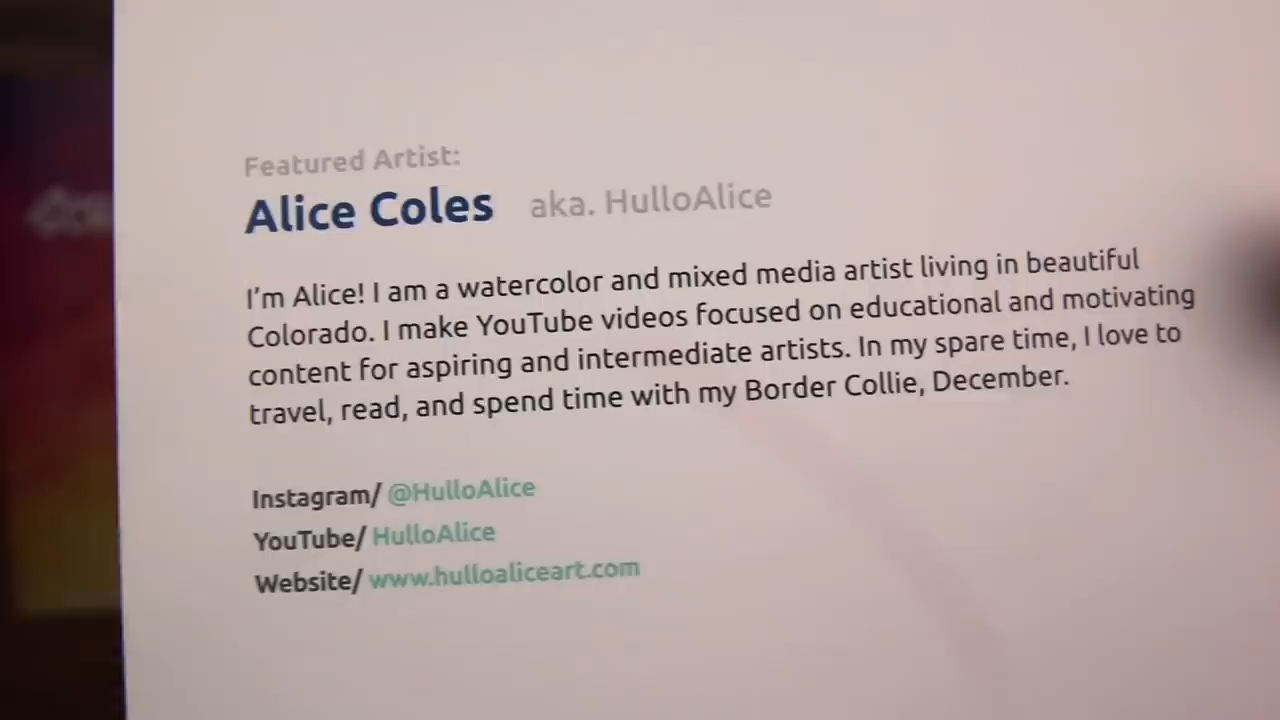 Featured Artist:
Alice Coles aka. HulloAlice
I'm Alice! I am a watercolor and mixed media artist living in beautiful
Colorado. I make YouTube videos focused on educational and motivating
content for aspiring and intermediate artists. In my spare time, I love to
travel, read, and spend time with my Border Collie, December.
Instagram/ @HulloAlice
YouTube/ HulloAlice
Website/ www.hulloaliceart.com